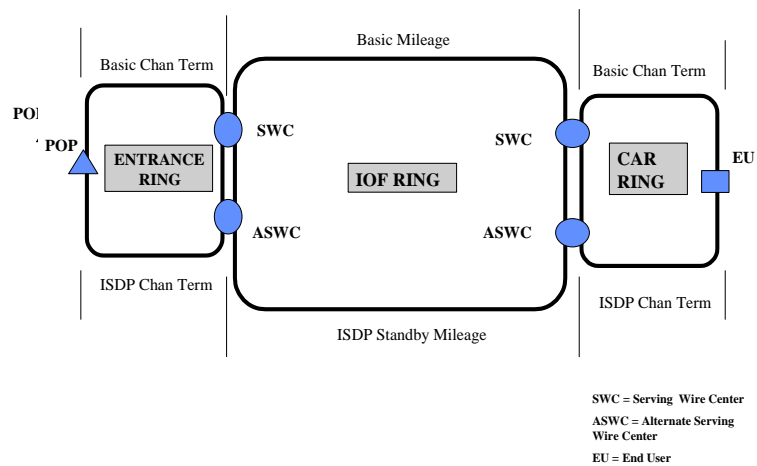 Basic Mileage
Basic Chan Term
Basic Chan Term
POP
SWC
SWC
EU
ENTRANCE
RING
IOF RING
CAR
RING
ASWC
ASWC
ISDP Chan Term
ISDP Chan Term
ISDP Standby Mileage
SWC = Serving Wire Center
ASWC = Alternate Serving
Wire Center
EU = End User